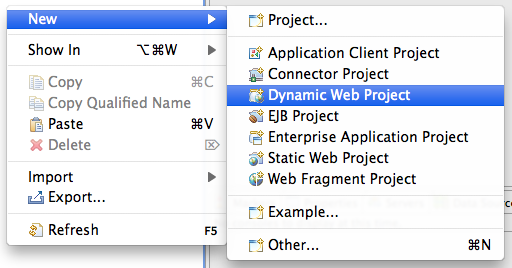 New
Show In ⌥⌘W
Copy ⌘C
Copy Qualified Name
Paste ⌘V
Delete ⌦
Import
Export...
Refresh F5
Project...
Application Client Project
Connector Project
Dynamic Web Project
EJB Project
Enterprise Application Project
Static Web Project
Web Fragment Project
Example...
Other... ⌘N